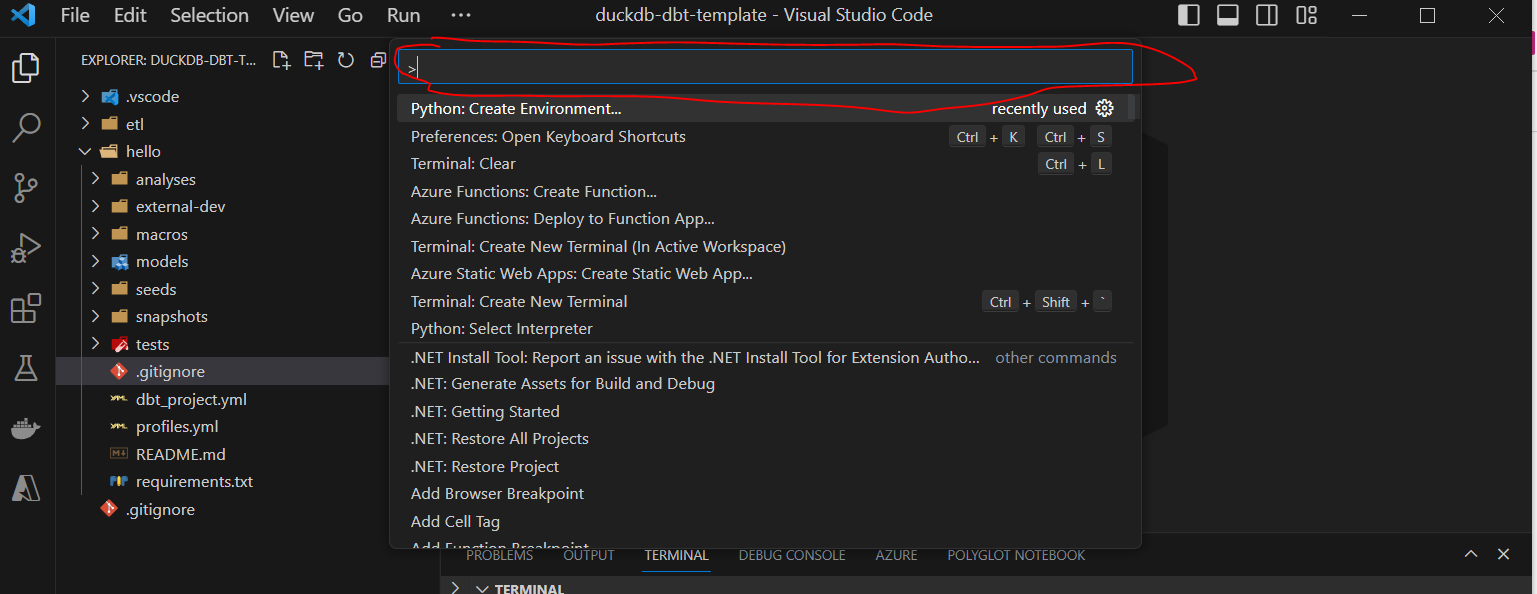 File Edit Selection View Go Run ··· duckdb-dbt-template - Visual Studio Code
EXPLORER: DUCKDB-DBT-T...
.vscode
etl
hello
analyses
external-dev
macros
models
seeds
snapshots
tests
.gitignore
dbt_project.yml
profiles.yml
README.md
requirements.txt
.gitignore
>
Python: Create Environment... recently used
Preferences: Open Keyboard Shortcuts Ctrl + K Ctrl + S
Terminal: Clear Ctrl + L
Azure Functions: Create Function...
Azure Functions: Deploy to Function App...
Terminal: Create New Terminal (In Active Workspace)
Azure Static Web Apps: Create Static Web App...
Terminal: Create New Terminal Ctrl + Shift + `
Python: Select Interpreter
.NET Install Tool: Report an issue with the .NET Install Tool for Extension Autho... other commands
.NET: Generate Assets for Build and Debug
.NET: Getting Started
.NET: Restore All Projects
.NET: Restore Project
Add Browser Breakpoint
Add Cell Tag
Add Function Breakpoint
PROBLEMS OUTPUT TERMINAL DEBUG CONSOLE AZURE POLYGLOT NOTEBOOK
TERMINAL